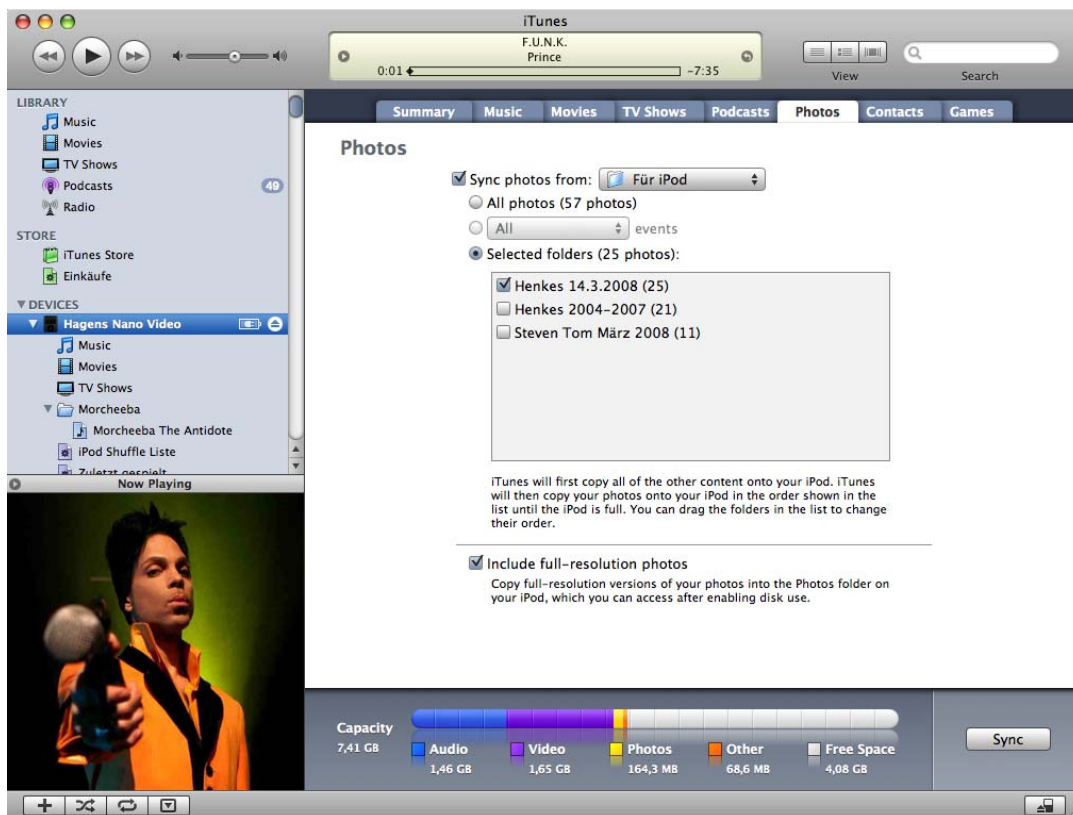 iTunes
F.U.N.K.
Prince
0:01 -7:35
View Search
LIBRARY
Music
Movies
TV Shows
Podcasts 49
Radio
STORE
iTunes Store
Einkäufe
DEVICES
Hagens Nano Video
Music
Movies
TV Shows
Morcheeba
Morcheeba The Antidote
iPod Shuffle Liste
Zuletzt gespielt
Now Playing
Summary Music Movies TV Shows Podcasts Photos Contacts Games
Photos
Sync photos from: Für iPod
All photos (57 photos)
All events
Selected folders (25 photos):
Henkes 14.3.2008 (25)
Henkes 2004-2007 (21)
Steven Tom März 2008 (11)
iTunes will first copy all of the other content onto your iPod. iTunes
will then copy your photos onto your iPod in the order shown in the
list until the iPod is full. You can drag the folders in the list to change
their order.
Include full-resolution photos
Copy full-resolution versions of your photos into the Photos folder on
your iPod, which you can access after enabling disk use.
Capacity
7,41 GB
Audio Video Photos Other Free Space
1,46 GB 1,65 GB 164,3 MB 68,6 MB 4,08 GB
Sync